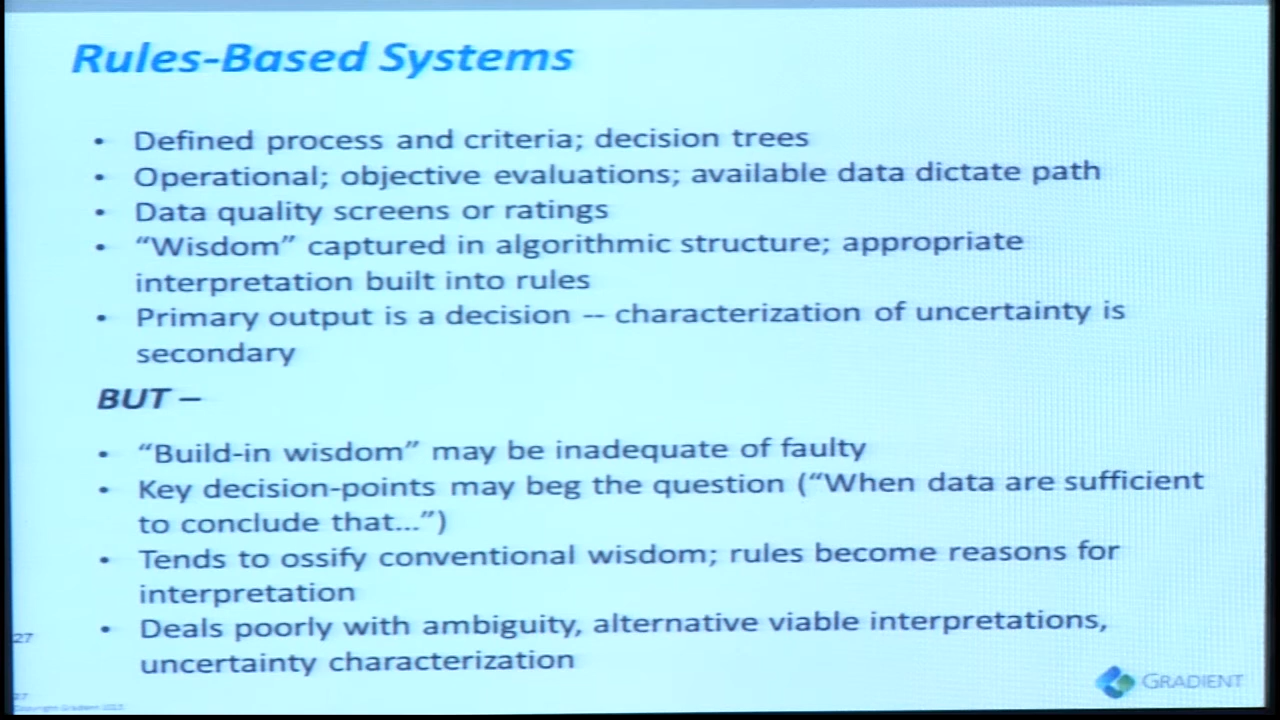 Rules-Based Systems
• Defined process and criteria; decision trees
• Operational; objective evaluations; available data dictate path
• Data quality screens or ratings
• “Wisdom” captured in algorithmic structure; appropriate
interpretation built into rules
• Primary output is a decision -- characterization of uncertainty is
secondary
BUT –
• “Build-in wisdom” may be inadequate of faulty
• Key decision-points may beg the question (“When data are sufficient
to conclude that...”)
• Tends to ossify conventional wisdom; rules become reasons for
interpretation
• Deals poorly with ambiguity, alternative viable interpretations,
uncertainty characterization
27
GRADIENT
27
Copyright Gradient